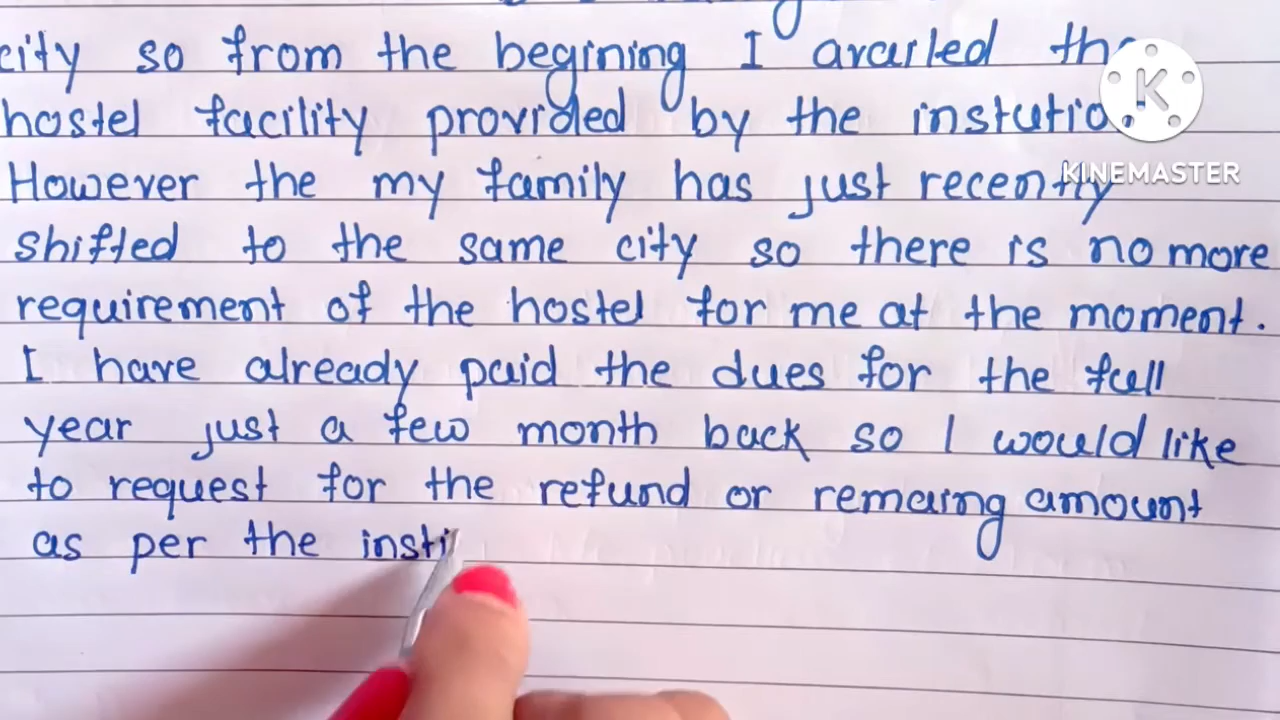 city so from the begining I availed the
hostel facility provided by the instution
However the my family has just recently
shifted to the same city so there is no more
requirement of the hostel for me at the moment.
I have already paid the dues for the full
year just a few month back so I would like
to request for the refund or remaing amount
as per the insti
K
KINEMASTER